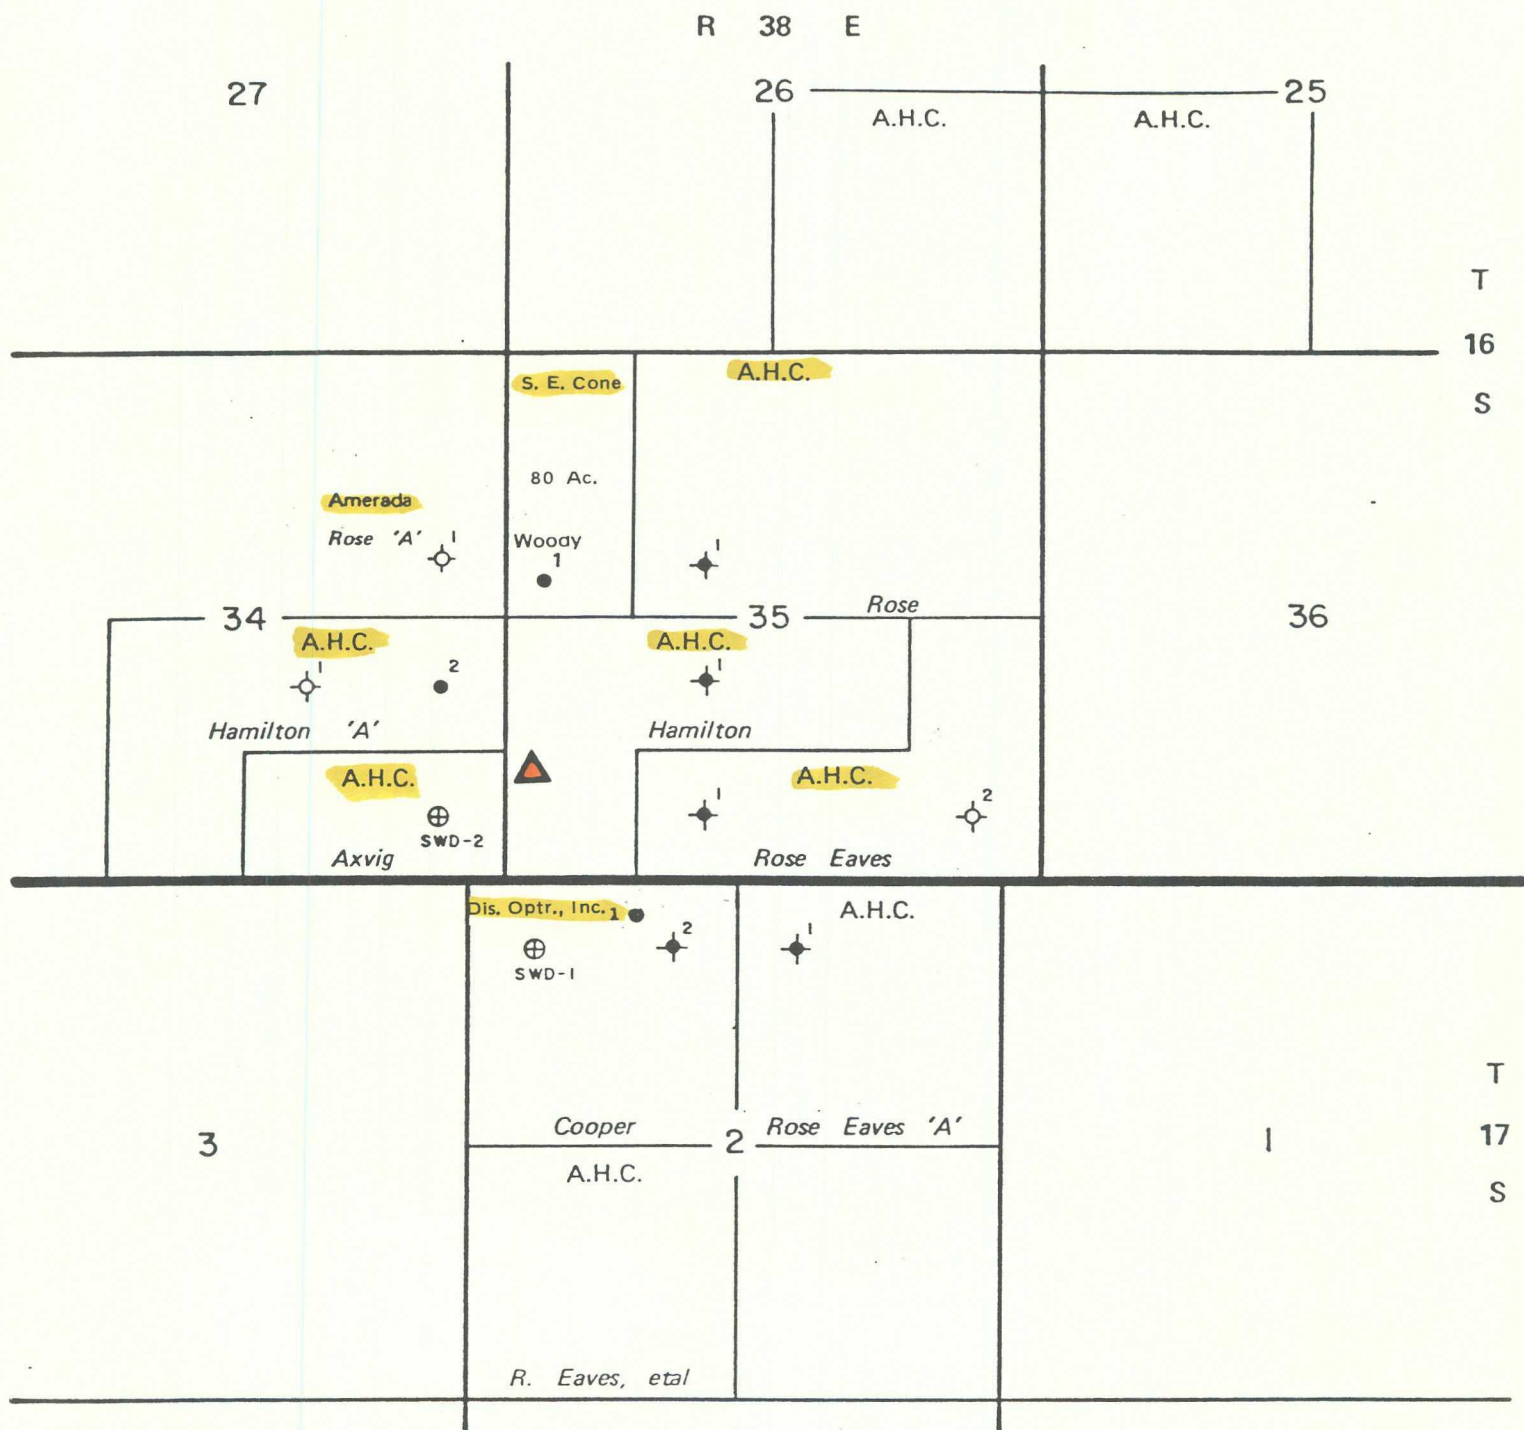 R 38 E
27
26
25
A.H.C.
A.H.C.
T
16
S
S. E. Cone
A.H.C.
80 Ac.
Amerada
Rose 'A'
1
Woody
1
1
34
35
Rose
36
A.H.C.
A.H.C.
1
2
1
Hamilton 'A'
Hamilton
A.H.C.
A.H.C.
1
2
SWD-2
Axvig
Rose Eaves
Dis. Optr., Inc. 1
A.H.C.
2
1
SWD-1
T
17
S
Cooper
Rose Eaves 'A'
3
2
1
A.H.C.
R. Eaves, etal